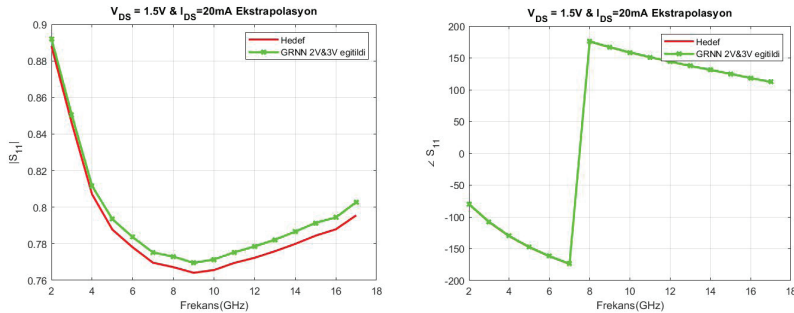 V_DS = 1.5V & I_DS=20mA Ekstrapolasyon
Hedef
GRNN 2V&3V egitildi
|S_11|
0.9
0.88
0.86
0.84
0.82
0.8
0.78
0.76
2 4 6 8 10 12 14 16 18
Frekans(GHz)
V_DS = 1.5V & I_DS=20mA Ekstrapolasyon
Hedef
GRNN 2V&3V egitildi
∠ S_11
200
150
100
50
0
-50
-100
-150
-200
2 4 6 8 10 12 14 16 18
Frekans(GHz)